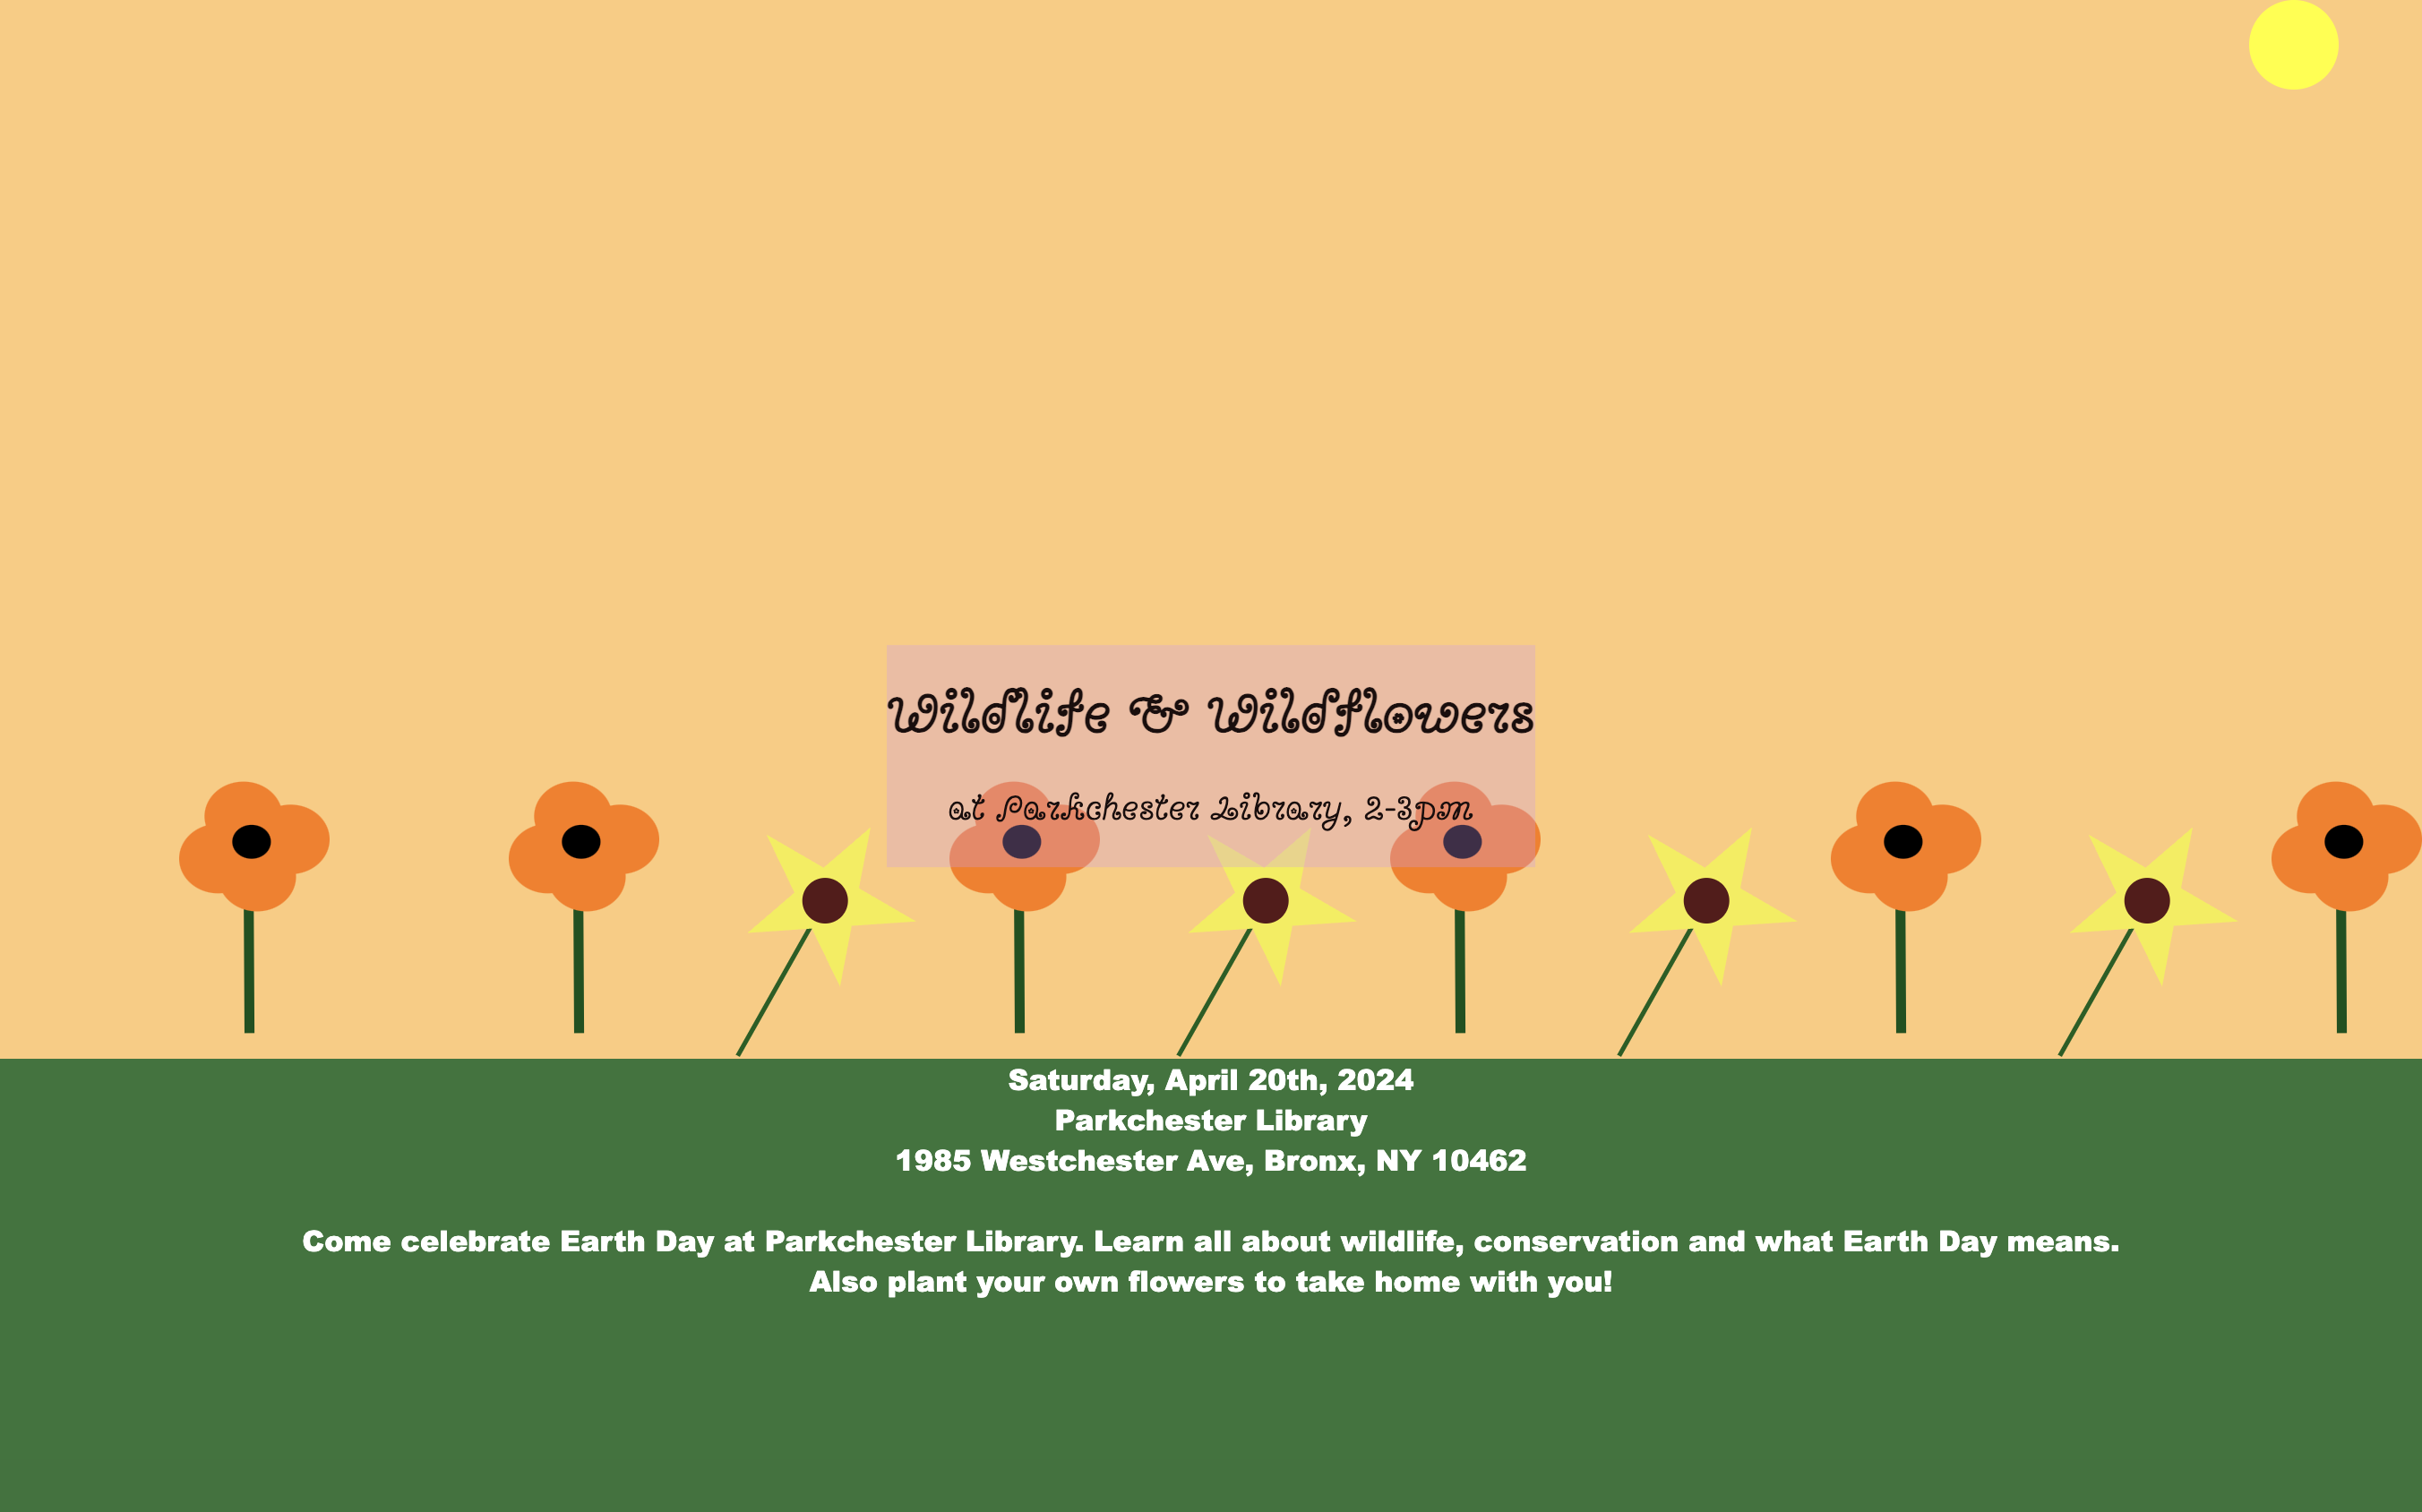 Wildlife & Wildflowers
at Parkchester Library, 2-3pm
Saturday, April 20th, 2024
Parkchester Library
1985 Westchester Ave, Bronx, NY 10462
Come celebrate Earth Day at Parkchester Library. Learn all about wildlife, conservation and what Earth Day means.
Also plant your own flowers to take home with you!